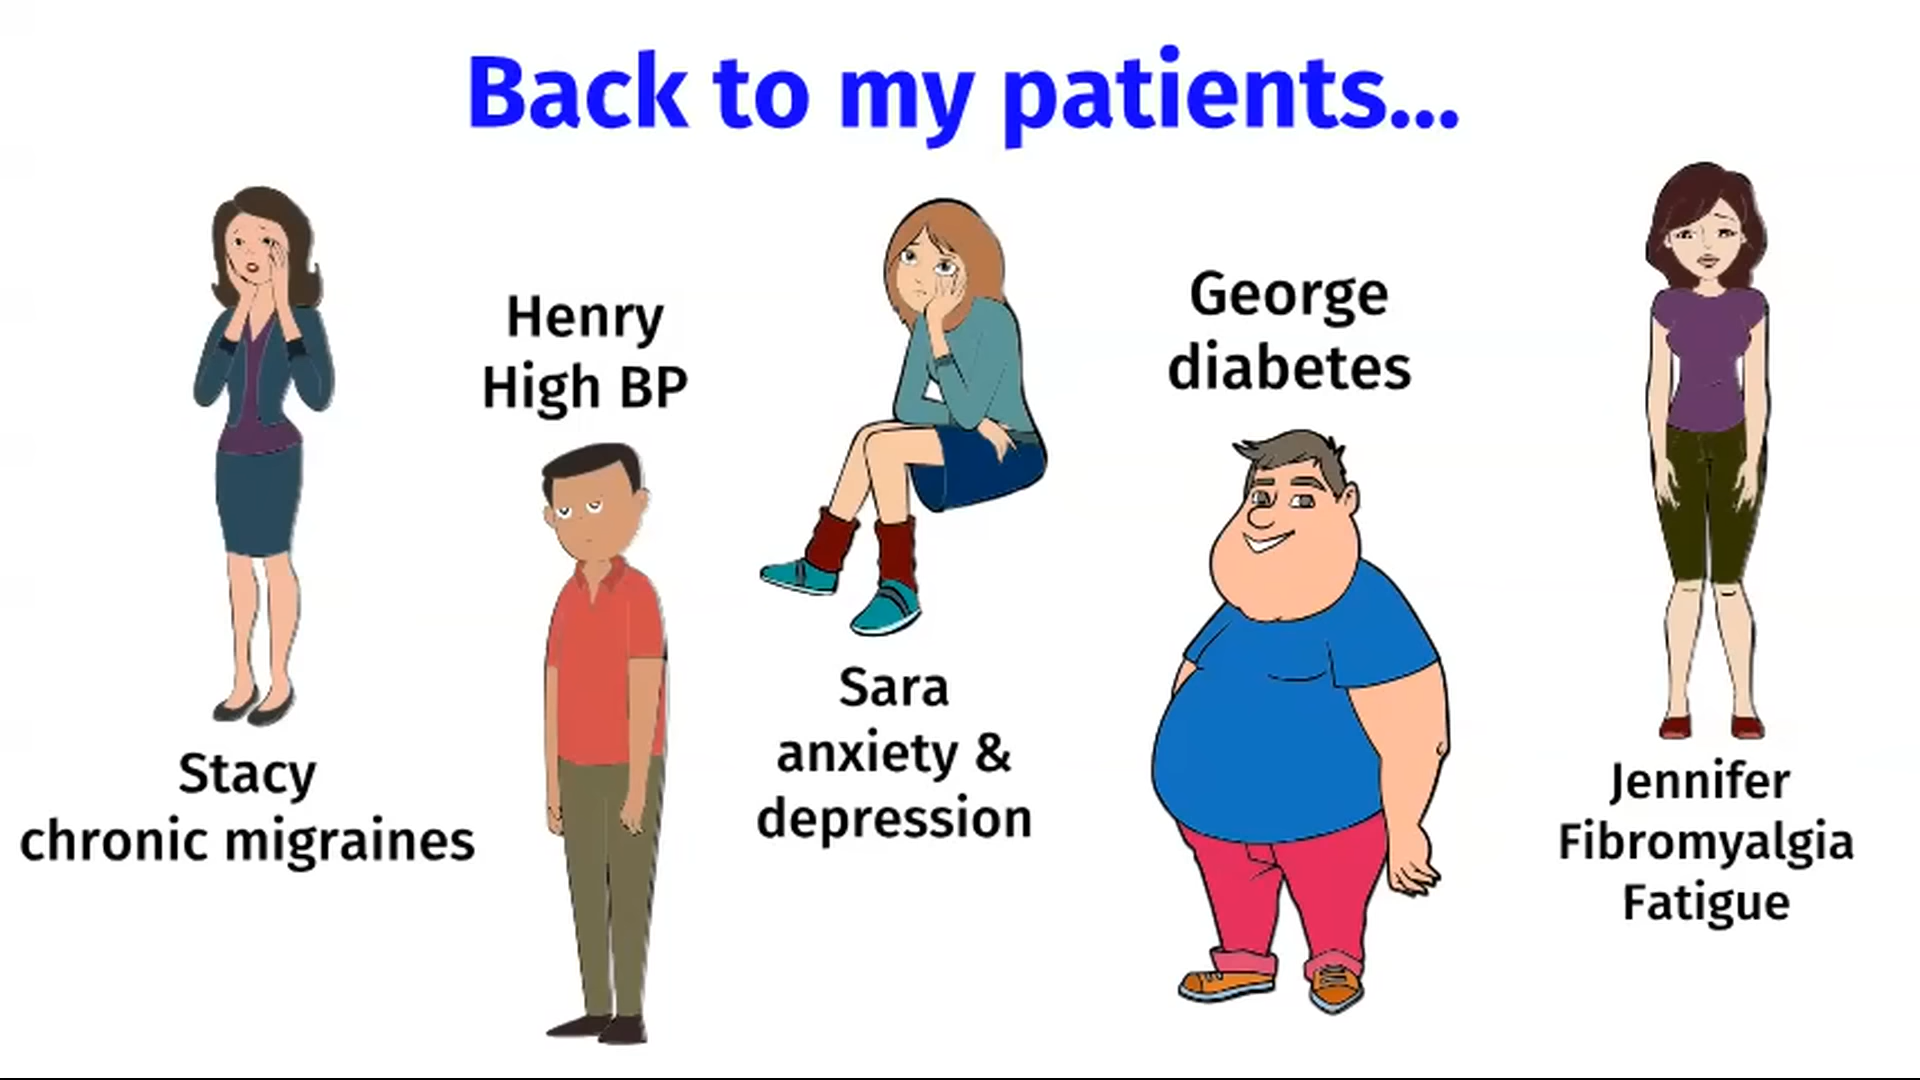 Back to my patients...
Stacy
chronic migraines
Henry
High BP
Sara
anxiety &
depression
George
diabetes
Jennifer
Fibromyalgia
Fatigue